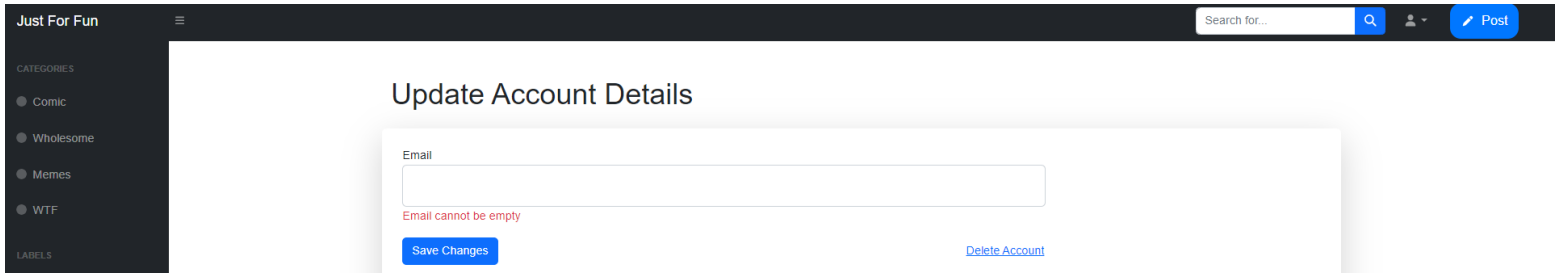 Just For Fun
Search for...
Post
CATEGORIES
Comic
Wholesome
Memes
WTF
LABELS
Update Account Details
Email
Email cannot be empty
Save Changes
Delete Account